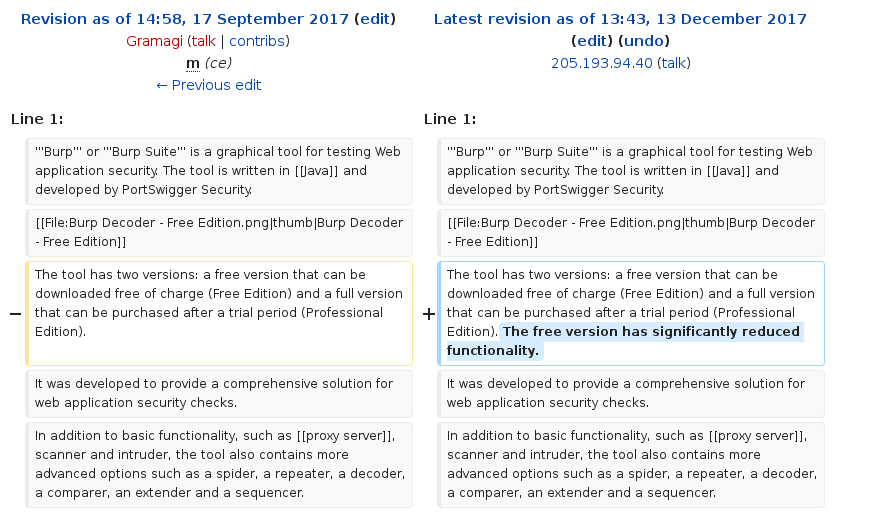 Revision as of 14:58, 17 September 2017 (edit)
Gramagi (talk | contribs)
m (ce)
← Previous edit
Latest revision as of 13:43, 13 December 2017
(edit) (undo)
205.193.94.40 (talk)
Line 1:
Line 1:
'''Burp''' or '''Burp Suite''' is a graphical tool for testing Web
application security. The tool is written in [[Java]] and
developed by PortSwigger Security.
'''Burp''' or '''Burp Suite''' is a graphical tool for testing Web
application security. The tool is written in [[Java]] and
developed by PortSwigger Security.
[[File:Burp Decoder - Free Edition.png|thumb|Burp Decoder
- Free Edition]]
[[File:Burp Decoder - Free Edition.png|thumb|Burp Decoder
- Free Edition]]
− The tool has two versions: a free version that can be
downloaded free of charge (Free Edition) and a full version
that can be purchased after a trial period (Professional
Edition).
+ The tool has two versions: a free version that can be
downloaded free of charge (Free Edition) and a full version
that can be purchased after a trial period (Professional
Edition). The free version has significantly reduced
functionality.
It was developed to provide a comprehensive solution for
web application security checks.
It was developed to provide a comprehensive solution for
web application security checks.
In addition to basic functionality, such as [[proxy server]],
scanner and intruder, the tool also contains more
advanced options such as a spider, a repeater, a decoder,
a comparer, an extender and a sequencer.
In addition to basic functionality, such as [[proxy server]],
scanner and intruder, the tool also contains more
advanced options such as a spider, a repeater, a decoder,
a comparer, an extender and a sequencer.